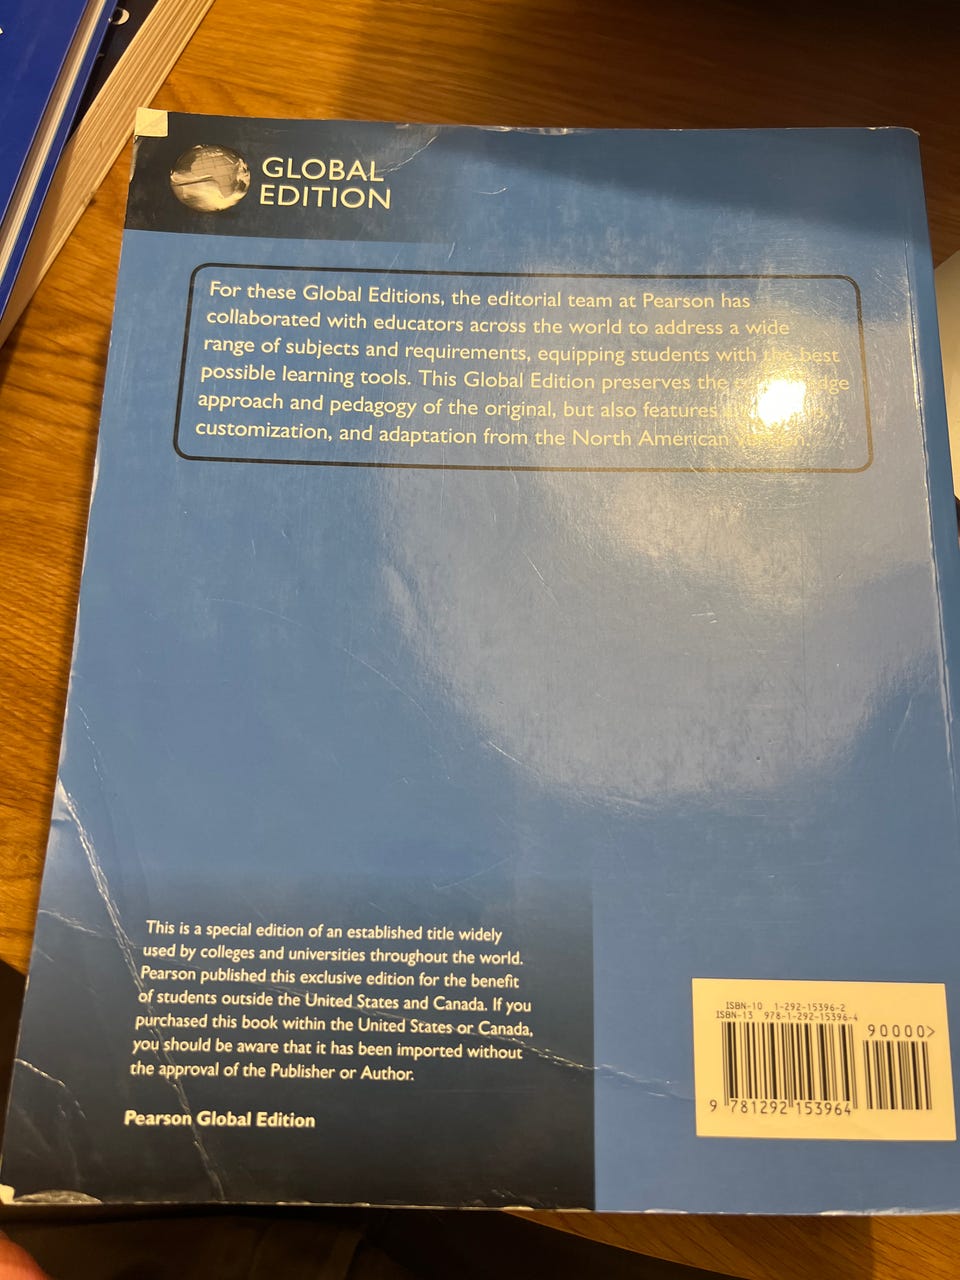 GLOBAL
EDITION
For these Global Editions, the editorial team at Pearson has
collaborated with educators across the world to address a wide
range of subjects and requirements, equipping students with the best
possible learning tools. This Global Edition preserves the
approach and pedagogy of the original, but also features
customization, and adaptation from the North American version.
This is a special edition of an established title widely
used by colleges and universities throughout the world.
Pearson published this exclusive edition for the benefit
of students outside the United States and Canada. If you
purchased this book within the United States or Canada,
you should be aware that it has been imported without
the approval of the Publisher or Author.
Pearson Global Edition
ISBN-10 1-292-15396-2
ISBN-13 978-1-292-15396-4
90000>
9 781292 153964